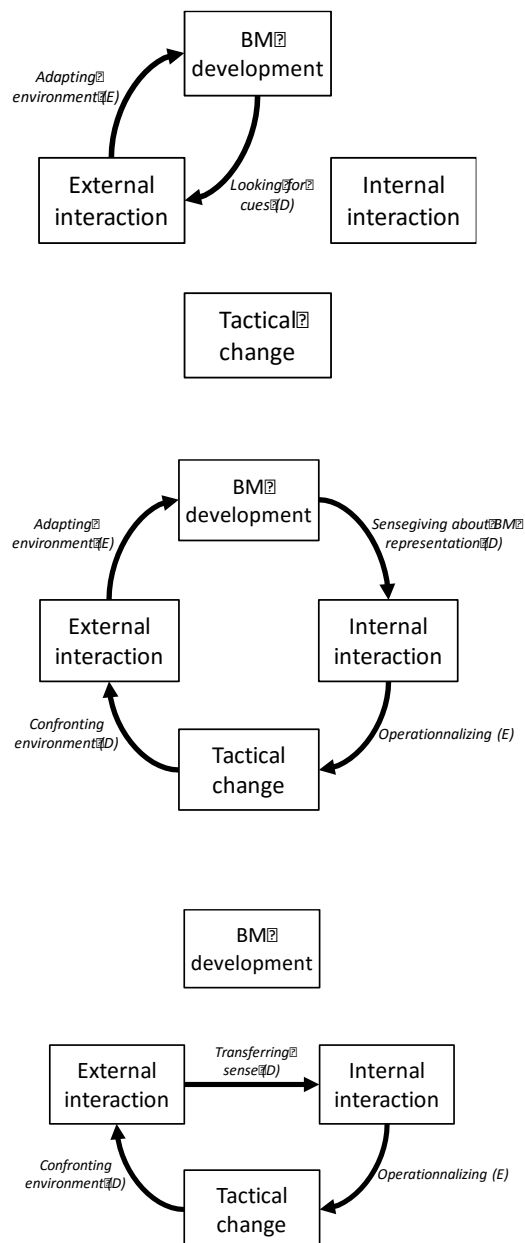 BM
development
Adapting
environment (E)
External
interaction
Looking for
cues (D)
Internal
interaction
Tactical
change
BM
development
Adapting
environment (E)
Sensegiving about BM
representation (D)
External
interaction
Internal
interaction
Confronting
environment (D)
Operationnalizing (E)
Tactical
change
BM
development
Transferring
sense (D)
External
interaction
Internal
interaction
Confronting
environment (D)
Operationnalizing (E)
Tactical
change